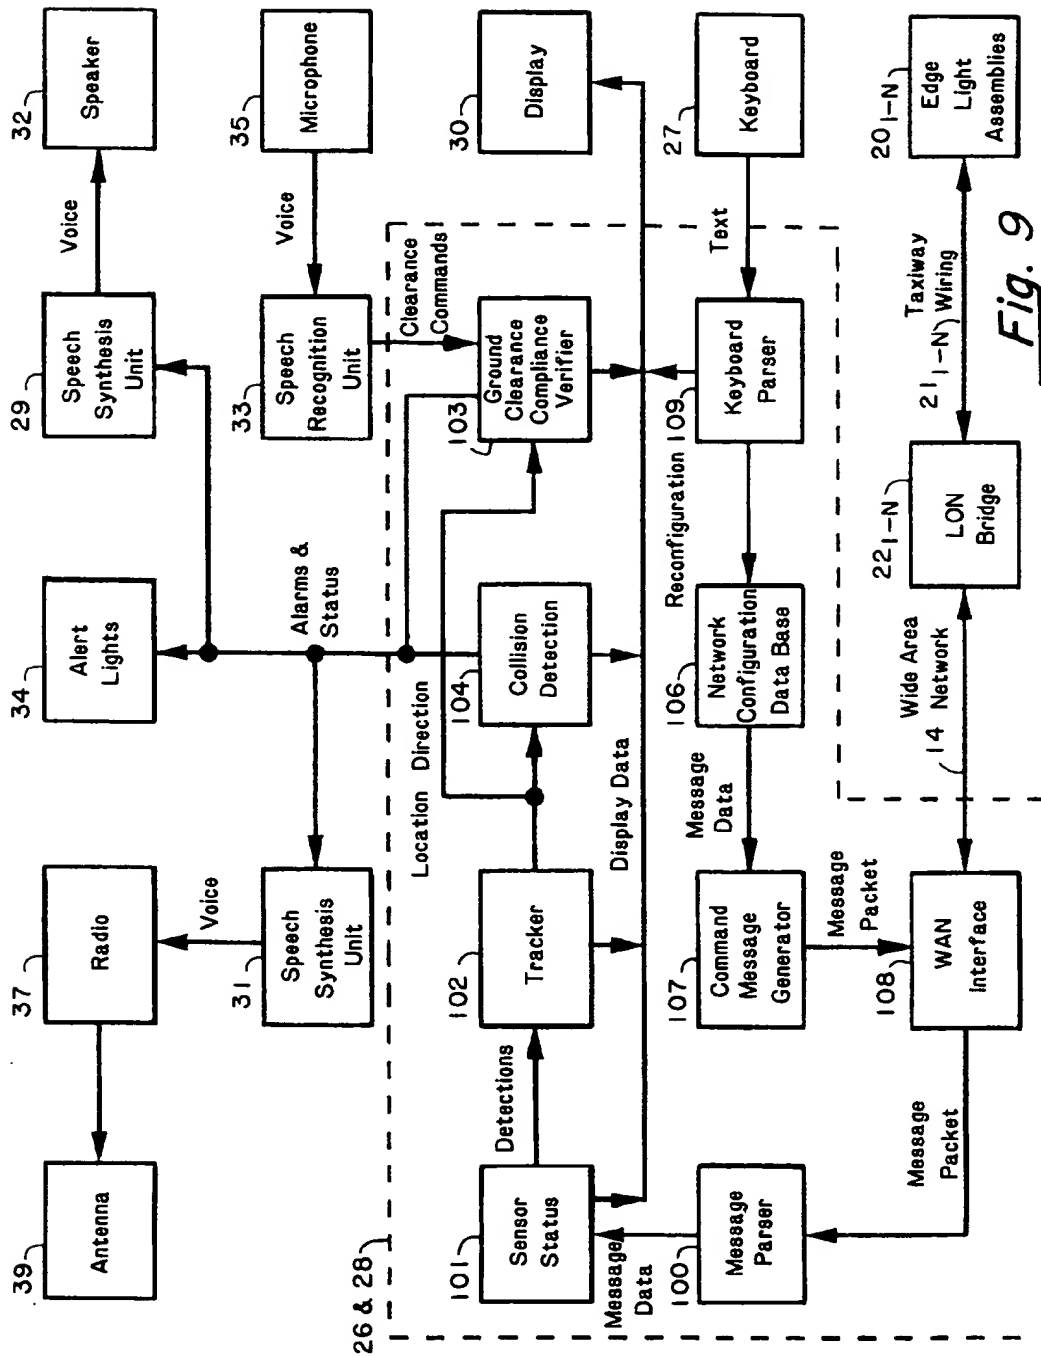 39
Antenna
37
Radio
34
Alert
Lights
29
Speech
Synthesis
Unit
Voice
32
Speaker
Voice
31
Speech
Synthesis
Unit
Alarms &
Status
33
Speech
Recognition
Unit
Voice
35
Microphone
26 & 28
Location Direction
Clearance
Commands
101
Sensor
Status
Detections
102
Tracker
104
Collision
Detection
103
Ground
Clearance
Compliance
Verifier
30
Display
Display Data
Message
Data
100
Message
Parser
107
Command
Message
Generator
Message
Data
106
Network
Configuration
Data Base
Reconfiguration
109
Keyboard
Parser
Text
27
Keyboard
Message
Packet
Message
Packet
108
WAN
Interface
Wide Area
14 Network
22 1-N
LON
Bridge
Taxiway
21 1-N Wiring
20 1-N
Edge
Light
Assemblies
Fig. 9